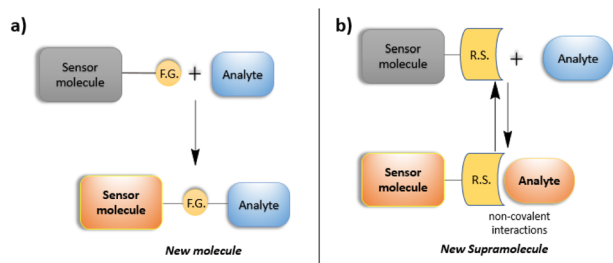 a)
Sensor
molecule
F.G.
+
Analyte
Sensor
molecule
F.G.
Analyte
New molecule
b)
Sensor
molecule
R.S.
+
Analyte
Sensor
molecule
R.S.
Analyte
non-covalent
interactions
New Supramolecule